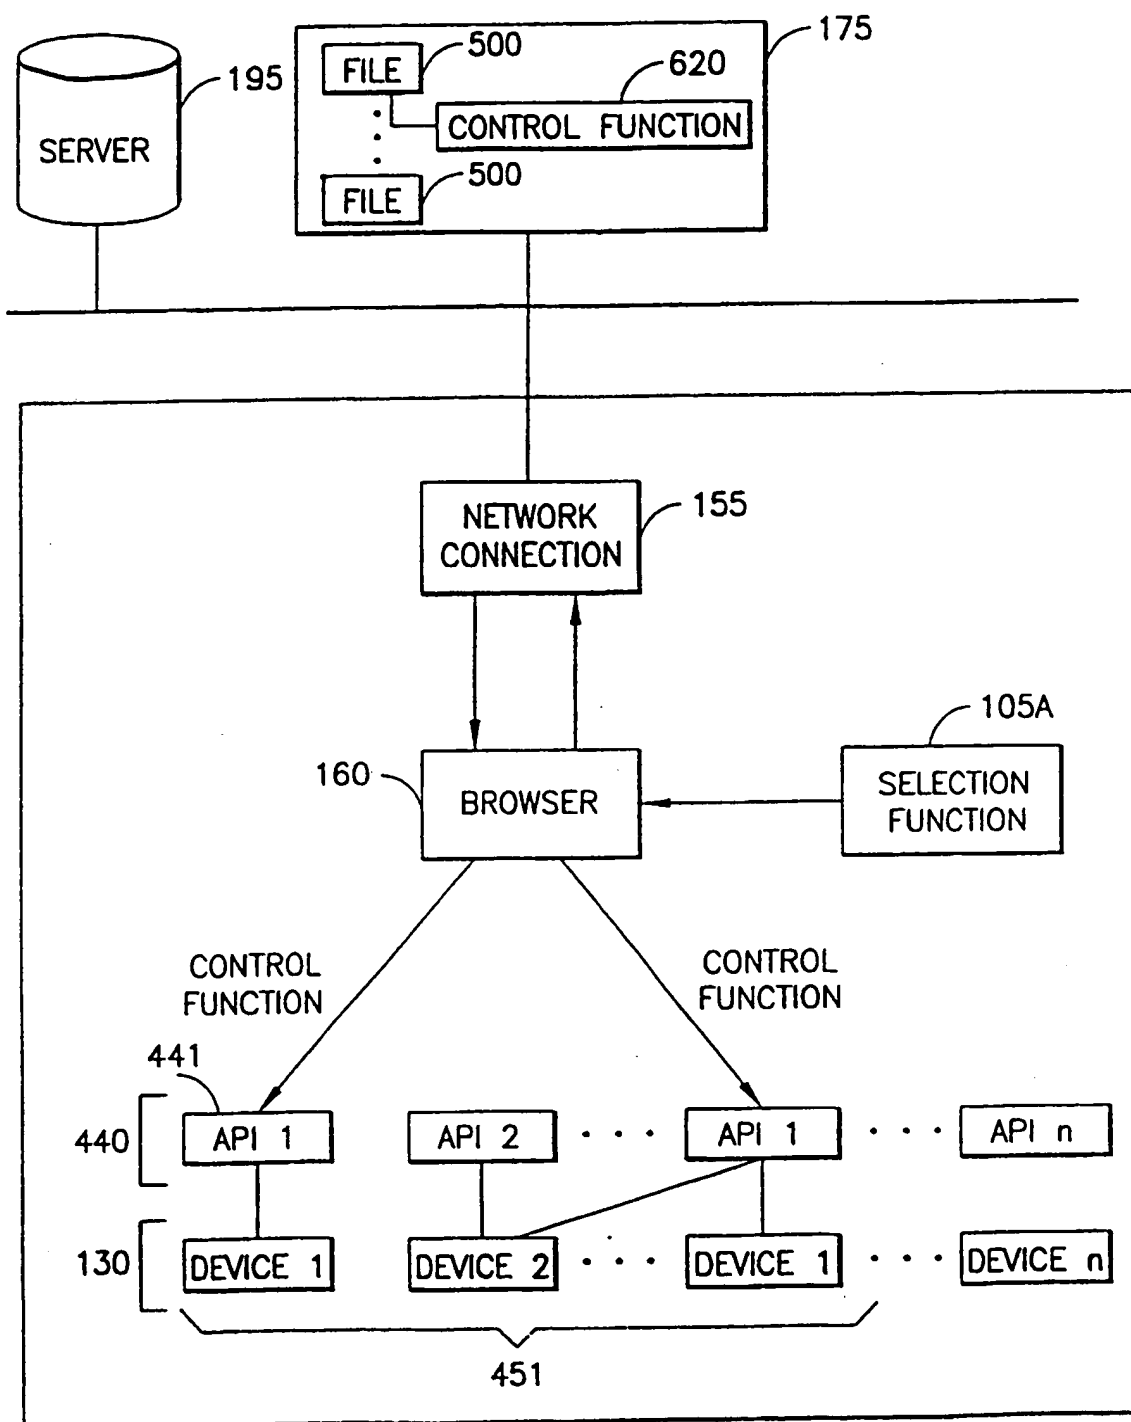 500
175
FILE
620
195
CONTROL FUNCTION
SERVER
500
FILE
NETWORK
CONNECTION
155
105A
160
BROWSER
SELECTION
FUNCTION
CONTROL
FUNCTION
CONTROL
FUNCTION
441
440
API 1
API 2
API 1
API n
130
DEVICE 1
DEVICE 2
DEVICE 1
DEVICE n
451